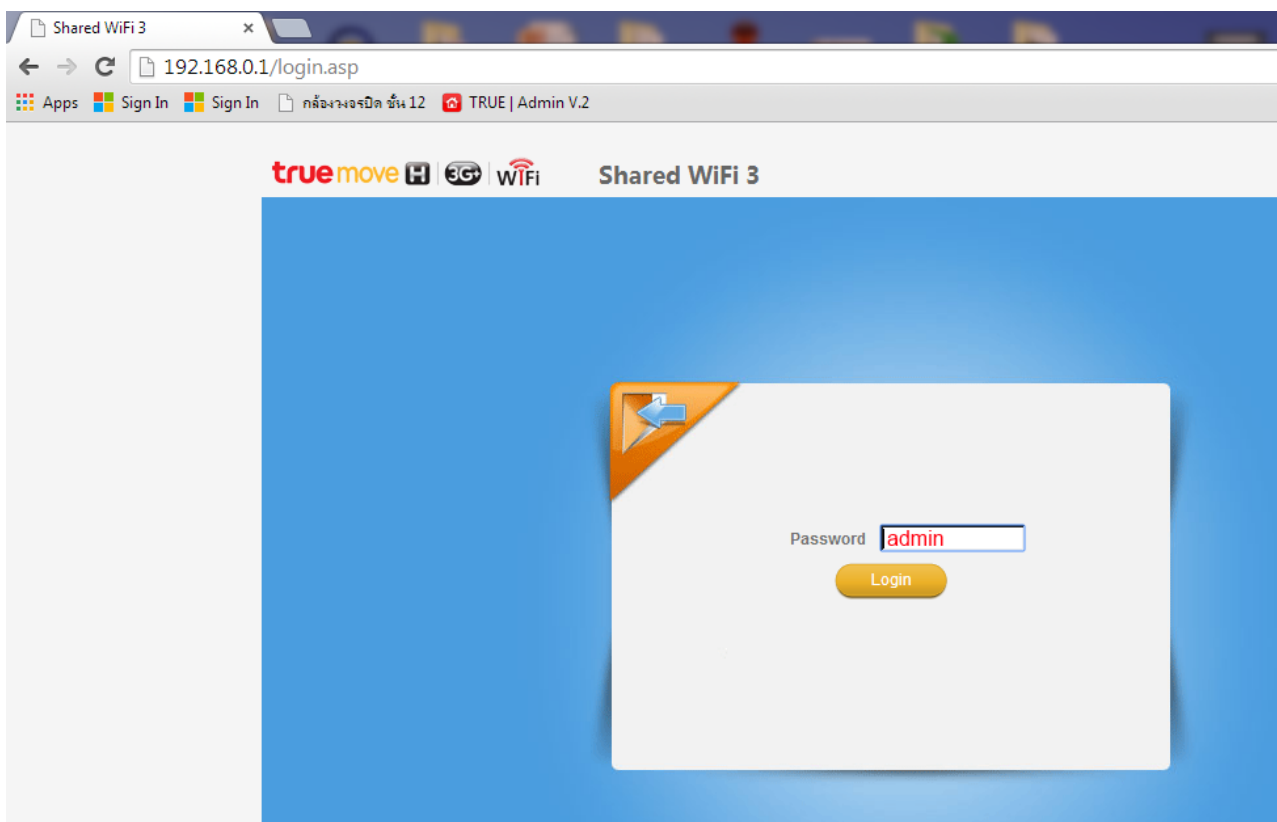 Shared WiFi 3
192.168.0.1/login.asp
Apps Sign In Sign In กล้องวงจรปิด ชั้น 12 TRUE | Admin V.2
truemove H 3G+ WiFi Shared WiFi 3
Password admin
Login